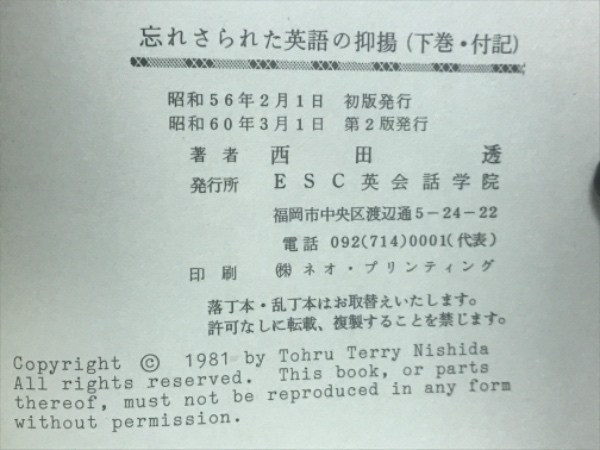 忘れさられた英語の抑揚(下巻・付記)
昭和56年2月1日 初版発行
昭和60年3月1日 第2版発行
著者 西田 透
発行所 ESC英会話学院
福岡市中央区渡辺通5-24-22
電話 092(714)0001(代表)
印刷 ㈱ ネオ・プリンティング
落丁本・乱丁本はお取替えいたします。
許可なしに転載、複製することを禁じます。
Copyright © 1981 by Tohru Terry Nishida
All rights reserved. This book, or parts
thereof, must not be reproduced in any form
without permission.